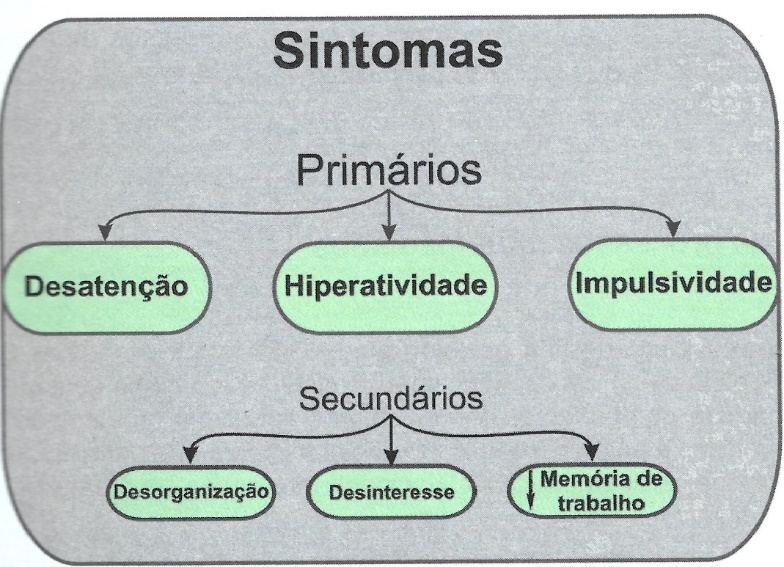 Sintomas
Primários
Desatenção
Hiperatividade
Impulsividade
Secundários
Desorganização
Desinteresse
↓ Memória de
trabalho